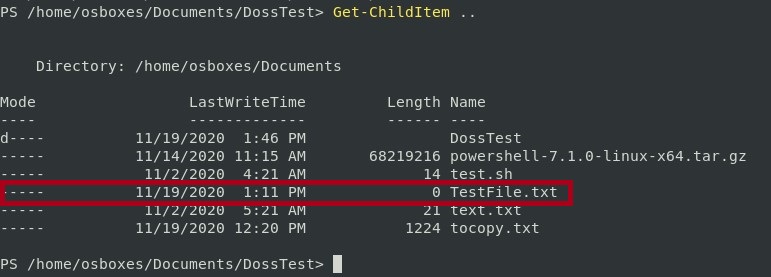 PS /home/osboxes/Documents/DossTest> Get-ChildItem ..
Directory: /home/osboxes/Documents
Mode                 LastWriteTime         Length Name
----                 -------------         ------ ----
d----          11/19/2020  1:46 PM                DossTest
-----          11/14/2020 11:15 AM       68219216 powershell-7.1.0-linux-x64.tar.gz
-----           11/2/2020  4:21 AM             14 test.sh
-----          11/19/2020  1:11 PM              0 TestFile.txt
-----           11/2/2020  5:21 AM             21 text.txt
-----          11/19/2020 12:20 PM           1224 tocopy.txt
PS /home/osboxes/Documents/DossTest>